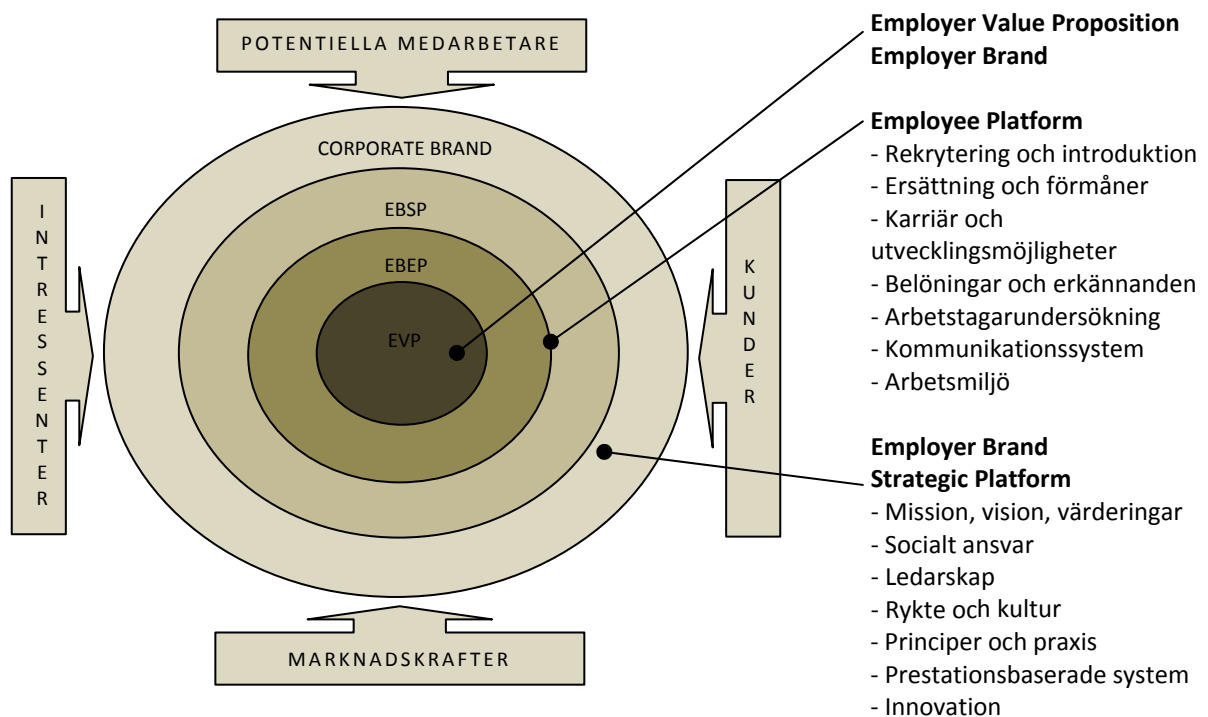 POTENTIELLA MEDARBETARE
CORPORATE BRAND
EBSP
EBEP
EVP
INTRESSENTER
KUNDER
MARKNADSKRAFTER
Employer Value Proposition
Employer Brand
Employee Platform
- Rekrytering och introduktion
- Ersättning och förmåner
- Karriär och
utvecklingsmöjligheter
- Belöningar och erkännanden
- Arbetstagarundersökning
- Kommunikationssystem
- Arbetsmiljö
Employer Brand
Strategic Platform
- Mission, vision, värderingar
- Socialt ansvar
- Ledarskap
- Rykte och kultur
- Principer och praxis
- Prestationsbaserade system
- Innovation